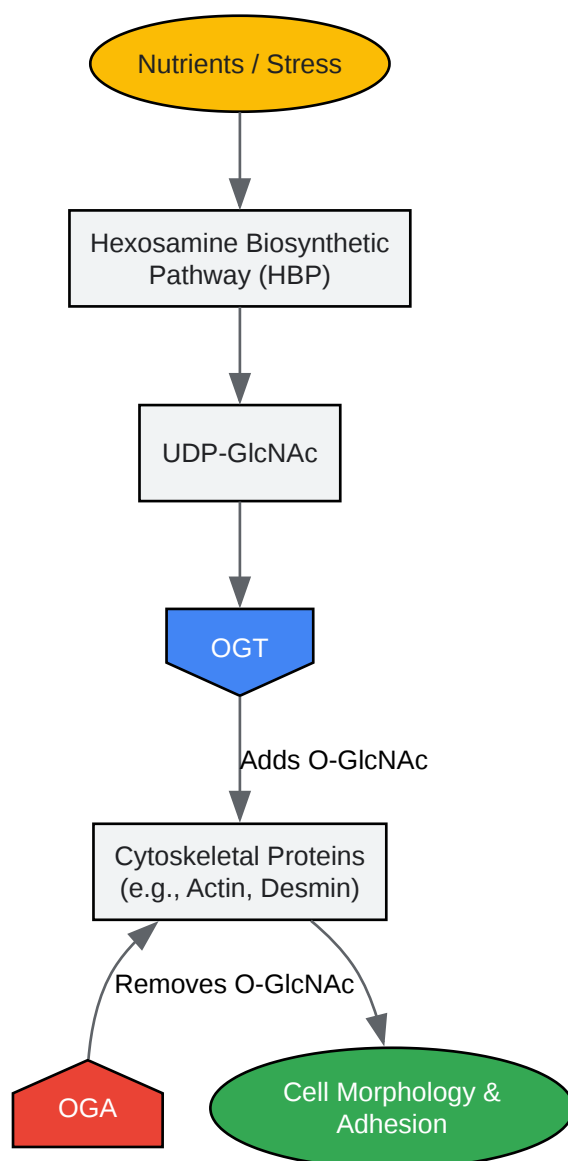 Nutrients / Stress
Hexosamine Biosynthetic
Pathway (HBP)
UDP-GlcNAc
OGT
Adds O-GlcNAc
Cytoskeletal Proteins
(e.g., Actin, Desmin)
Removes O-GlcNAc
OGA
Cell Morphology &
Adhesion